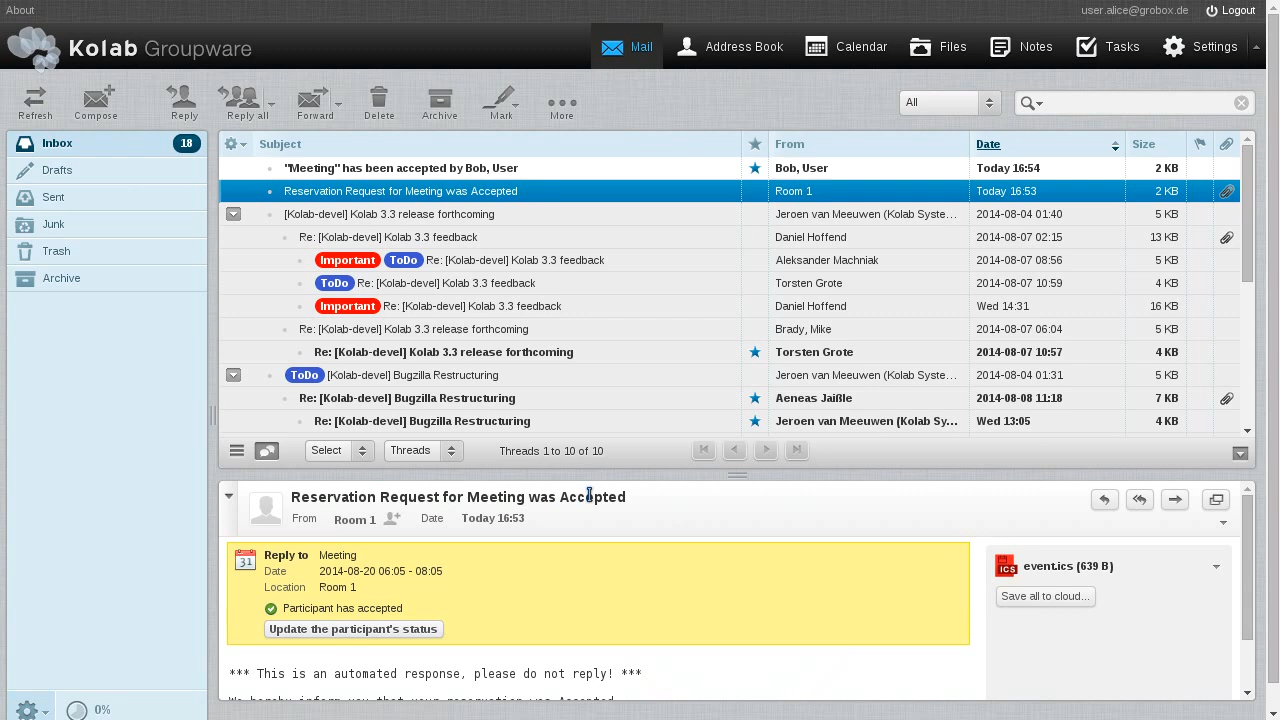 About
user.alice@grobox.de Logout
Kolab Groupware
Mail Address Book Calendar Files Notes Tasks Settings
Refresh Compose Reply Reply all Forward Delete Archive Mark More
All
Inbox 18
Drafts
Sent
Junk
Trash
Archive
Subject From Date Size
"Meeting" has been accepted by Bob, User Bob, User Today 16:54 2 KB
Reservation Request for Meeting was Accepted Room 1 Today 16:53 2 KB
[Kolab-devel] Kolab 3.3 release forthcoming Jeroen van Meeuwen (Kolab Syste... 2014-08-04 01:40 5 KB
Re: [Kolab-devel] Kolab 3.3 feedback Daniel Hoffend 2014-08-07 02:15 13 KB
Important ToDo Re: [Kolab-devel] Kolab 3.3 feedback Aleksander Machniak 2014-08-07 08:56 5 KB
ToDo Re: [Kolab-devel] Kolab 3.3 feedback Torsten Grote 2014-08-07 10:59 4 KB
Important Re: [Kolab-devel] Kolab 3.3 feedback Daniel Hoffend Wed 14:31 16 KB
Re: [Kolab-devel] Kolab 3.3 release forthcoming Brady, Mike 2014-08-07 06:04 5 KB
Re: [Kolab-devel] Kolab 3.3 release forthcoming Torsten Grote 2014-08-07 10:57 4 KB
ToDo [Kolab-devel] Bugzilla Restructuring Jeroen van Meeuwen (Kolab Syste... 2014-08-04 01:31 5 KB
Re: [Kolab-devel] Bugzilla Restructuring Aeneas Jaißle 2014-08-08 11:18 7 KB
Re: [Kolab-devel] Bugzilla Restructuring Jeroen van Meeuwen (Kolab Sy... Wed 13:05 4 KB
Select Threads Threads 1 to 10 of 10
Reservation Request for Meeting was Accepted
From Room 1 Date Today 16:53
31
Reply to Meeting
Date 2014-08-20 06:05 - 08:05
Location Room 1
Participant has accepted
Update the participant's status
ICS event.ics (639 B)
Save all to cloud...
*** This is an automated response, please do not reply! ***
We hereby inform you that your reservation was Accepted
0%